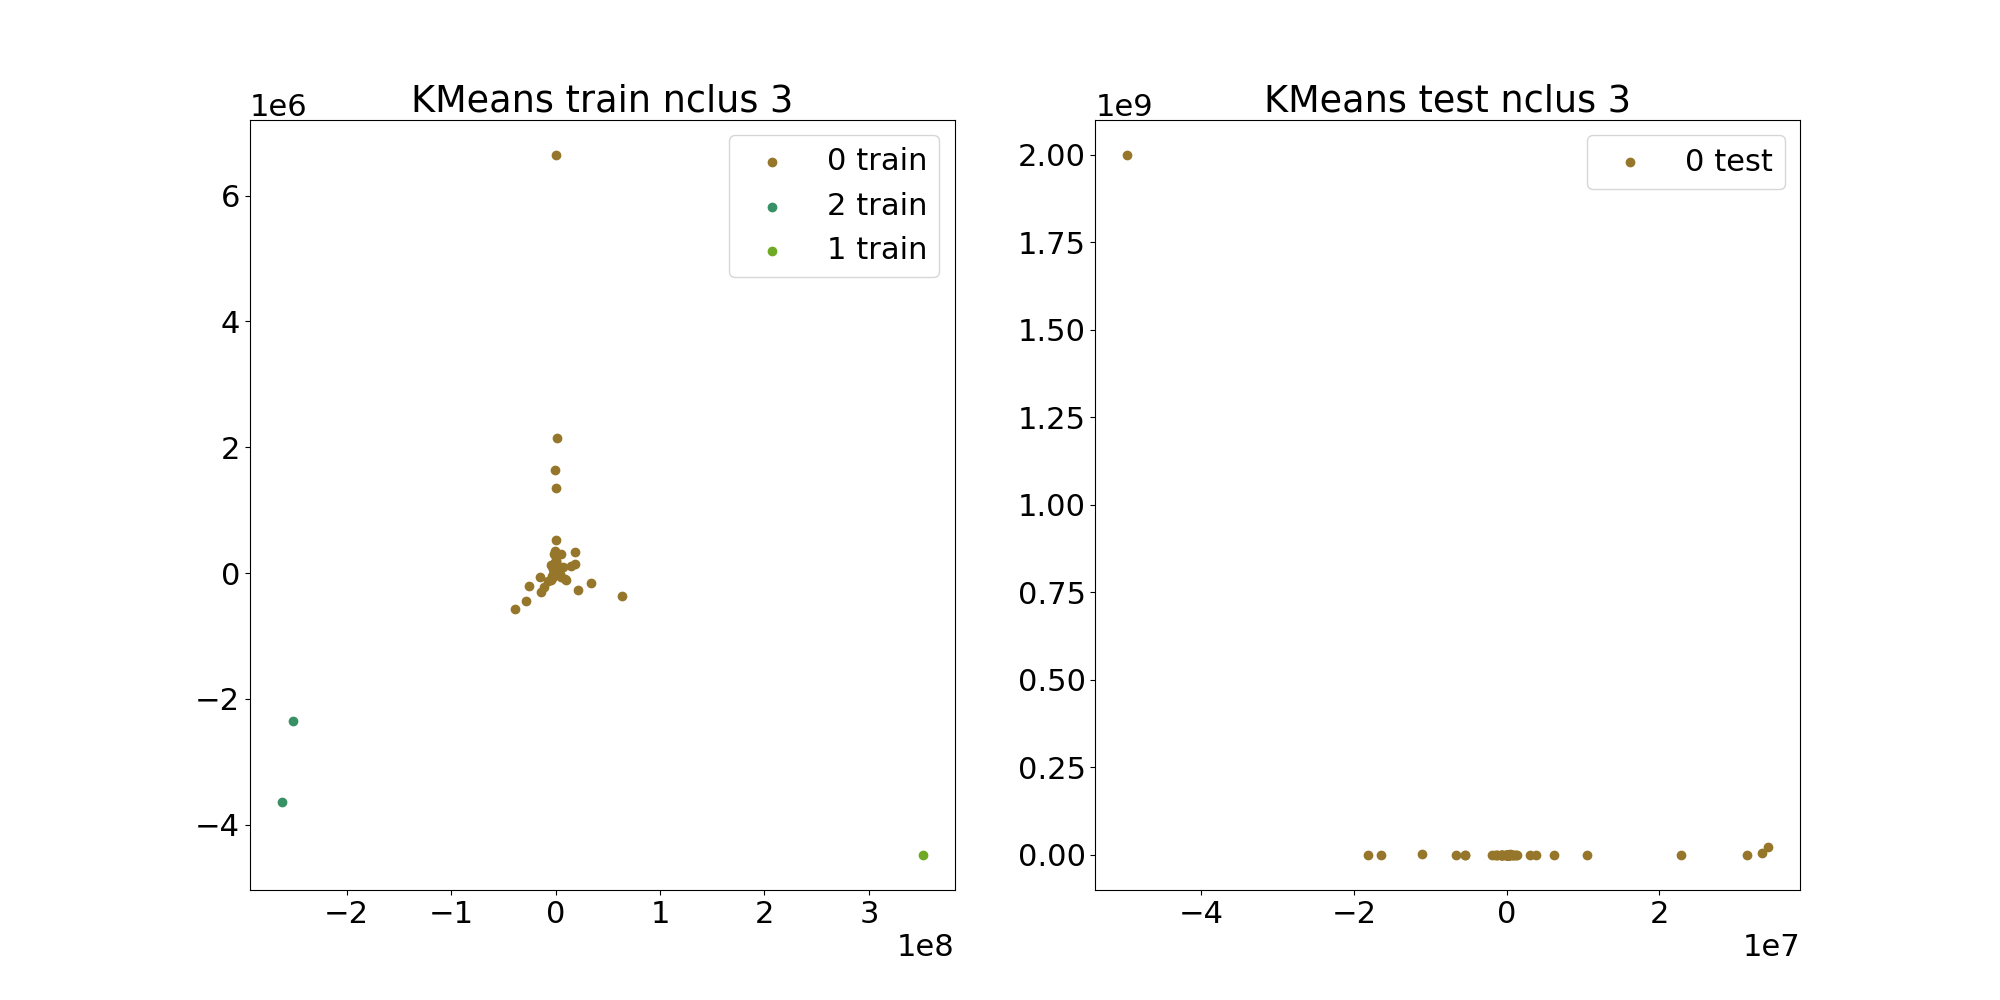 KMeans train nclus 3
1e6
0 train
2 train
1 train
6
4
2
0
−2
−4
−2 −1 0 1 2 3
1e8
KMeans test nclus 3
1e9
0 test
2.00
1.75
1.50
1.25
1.00
0.75
0.50
0.25
0.00
−4 −2 0 2
1e7